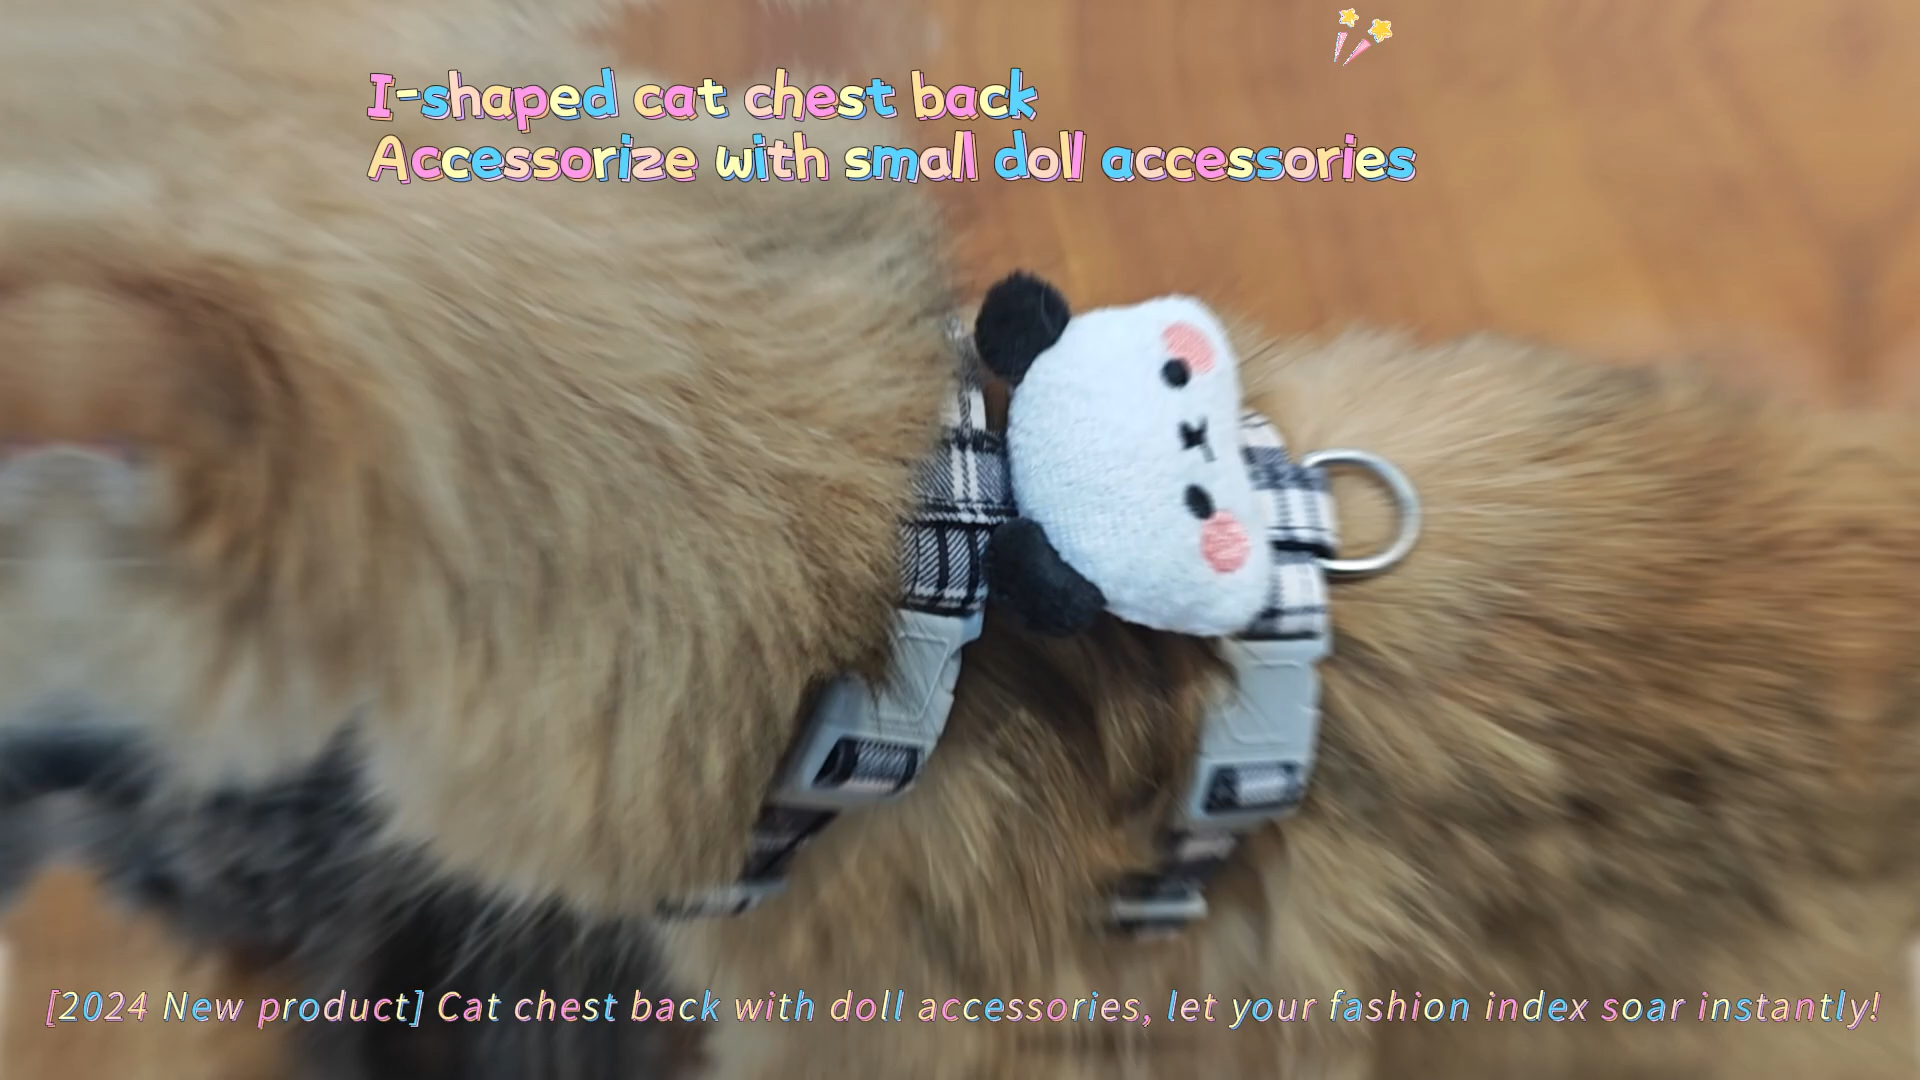 I-shaped cat chest back
Accessorize with small doll accessories
[2024 New product] Cat chest back with doll accessories, let your fashion index soar instantly!